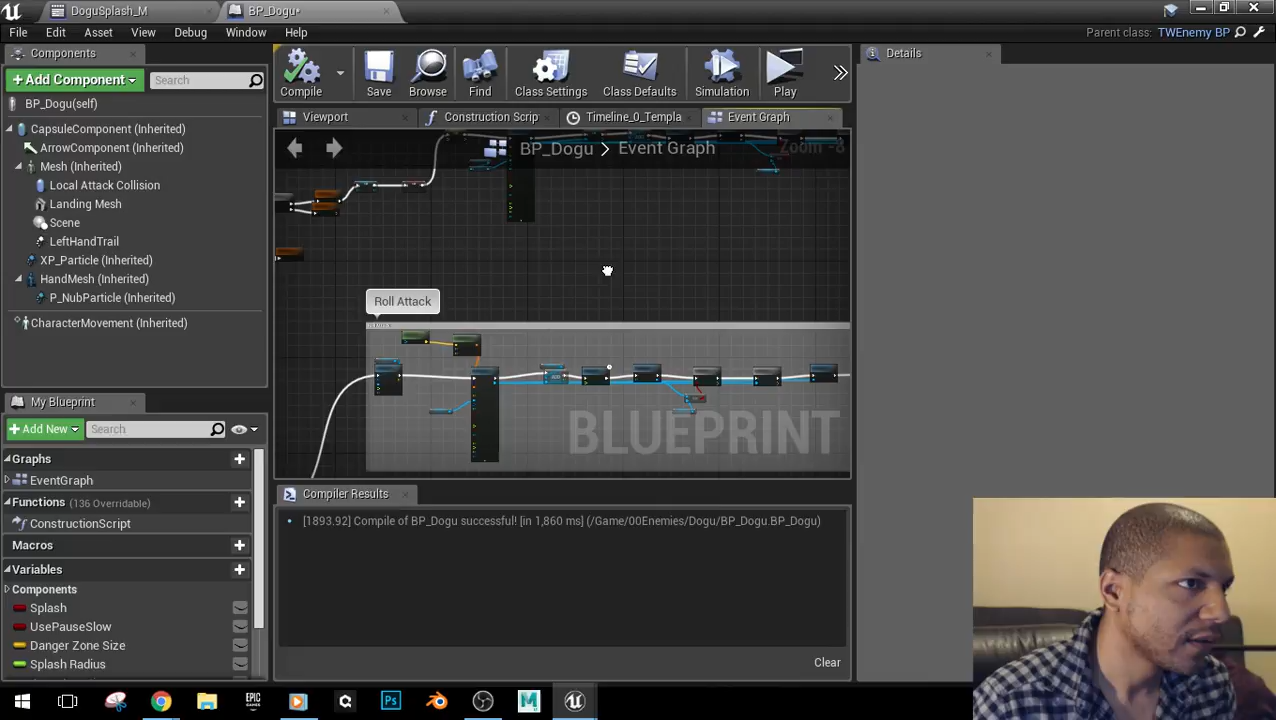 DoguSplash_M
BP_Dogu*
File
Edit
Asset
View
Debug
Window
Help
Parent class: TWEnemy BP
Components
Add Component
Search
BP_Dogu(self)
CapsuleComponent (Inherited)
ArrowComponent (Inherited)
Mesh (Inherited)
Local Attack Collision
Landing Mesh
Scene
LeftHandTrail
XP_Particle (Inherited)
HandMesh (Inherited)
P_NubParticle (Inherited)
CharacterMovement (Inherited)
My Blueprint
Add New
Search
Graphs
EventGraph
Functions (136 Overridable)
ConstructionScript
Macros
Variables
Components
Splash
UsePauseSlow
Danger Zone Size
Splash Radius
Compile
Save
Browse
Find
Class Settings
Class Defaults
Simulation
Play
Viewport
Construction Scrip
Timeline_0_Templa
Event Graph
BP_Dogu > Event Graph
Zoom -8
Roll Attack
BLUEPRINT
Compiler Results
[1893.92] Compile of BP_Dogu successful! [in 1,860 ms] (/Game/00Enemies/Dogu/BP_Dogu.BP_Dogu)
Clear
Details